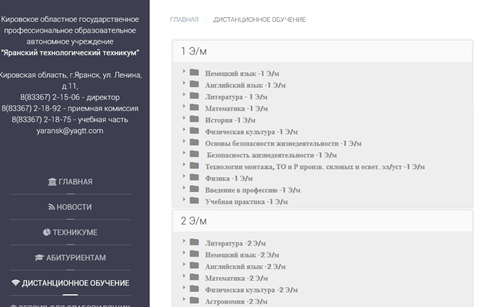 Кировское областное государственное
профессиональное образовательное
автономное учреждение
"Яранский технологический техникум"
Кировская область, г.Яранск, ул. Ленина,
д.11,
8(83367) 2-15-06 - директор
8(83367) 2-18-92 - приемная комиссия
8(83367) 2-18-75 - учебная часть
yaransk@yagtt.com
ГЛАВНАЯ
НОВОСТИ
ТЕХНИКУМЕ
АБИТУРИЕНТАМ
ДИСТАНЦИОННОЕ ОБУЧЕНИЕ
ГЛАВНАЯ ДИСТАНЦИОННОЕ ОБУЧЕНИЕ
1 Э/м
Немецкий язык -1 Э/м
Английский язык -1 Э/м
Литература - 1 Э/м
Математика -1 Э/м
История -1 Э/м
Физическая культура -1 Э/м
Основы безопасности жизнедеятельности -1 Э/м
Безопасность жизнедеятельности -1 Э/м
Технология монтажа, ТО и Р произв. силовых и освет. эл/уст -1 Э/м
Физика -1 Э/м
Введение в профессию -1 Э/м
Учебная практика -1 Э/м
2 Э/м
Литература -2 Э/м
Немецкий язык -2 Э/м
Английский язык -2 Э/м
Математика -2 Э/м
Физическая культура -2 Э/м
Астрономия -2 Э/м